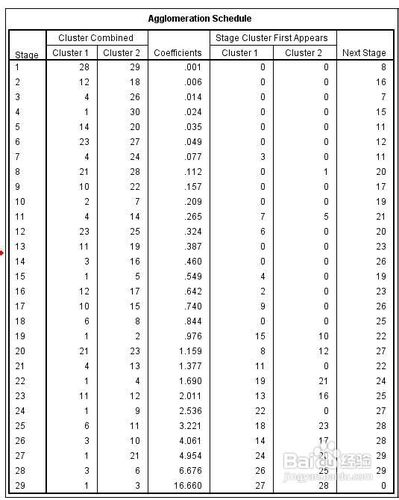 Agglomeration Schedule
Cluster Combined Stage Cluster First Appears
Stage Cluster 1 Cluster 2 Coefficients Cluster 1 Cluster 2 Next Stage
1 28 29 .001 0 0 8
2 12 18 .006 0 0 16
3 4 26 .014 0 0 7
4 1 30 .024 0 0 15
5 14 20 .035 0 0 11
6 23 27 .049 0 0 12
7 4 24 .077 3 0 11
8 21 28 .112 0 1 20
9 10 22 .157 0 0 17
10 2 7 .209 0 0 19
11 4 14 .265 7 5 21
12 23 25 .324 6 0 20
13 11 19 .387 0 0 23
14 3 16 .460 0 0 26
15 1 5 .549 4 0 19
16 12 17 .642 2 0 23
17 10 15 .740 9 0 26
18 6 8 .844 0 0 25
19 1 2 .976 15 10 22
20 21 23 1.159 8 12 27
21 4 13 1.377 11 0 22
22 1 4 1.690 19 21 24
23 11 12 2.011 13 16 25
24 1 9 2.536 22 0 27
25 6 11 3.221 18 23 28
26 3 10 4.061 14 17 28
27 1 21 4.954 24 29
28 3 6 6.676 26 25 29
29 1 3 16.660 27 28 0